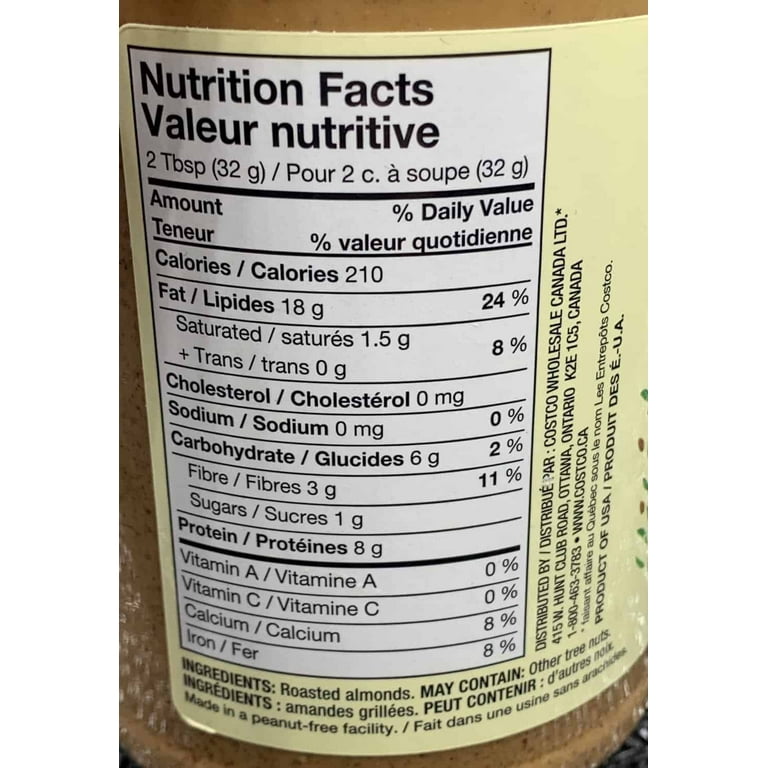 Nutrition Facts
Valeur nutritive
2 Tbsp (32 g) / Pour 2 c. à soupe (32 g)
Amount % Daily Value
Teneur % valeur quotidienne
Calories / Calories 210
Fat / Lipides 18 g 24 %
Saturated / saturés 1.5 g
+ Trans / trans 0 g 8 %
Cholesterol / Cholestérol 0 mg
Sodium / Sodium 0 mg 0 %
Carbohydrate / Glucides 6 g 2 %
Fibre / Fibres 3 g 11 %
Sugars / Sucres 1 g
Protein / Protéines 8 g
Vitamin A / Vitamine A 0 %
Vitamin C / Vitamine C 0 %
Calcium / Calcium 8 %
Iron / Fer 8 %
INGREDIENTS: Roasted almonds. MAY CONTAIN: Other tree nuts.
INGRÉDIENTS : amandes grillées. PEUT CONTENIR : d'autres noix.
Made in a peanut-free facility. / Fait dans une usine sans arachides.
DISTRIBUTED BY / DISTRIBUÉ PAR : COSTCO WHOLESALE CANADA LTD.*
415 W. HUNT CLUB ROAD, OTTAWA, ONTARIO K2E 1C5, CANADA
1-800-463-3783 • WWW.COSTCO.CA
* faisant affaire au Québec sous le nom Les Entrepôts Costco.
PRODUCT OF USA / PRODUIT DES É.-U.A.